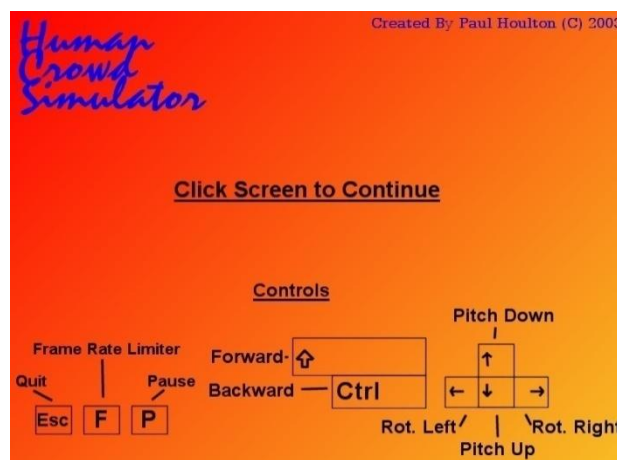 Human
Crowd
Simulator
Created By Paul Houlton (C) 2003
Click Screen to Continue
Controls
Pitch Down
Frame Rate Limiter
Forward-
↑
Quit
Pause
Backward
Ctrl
← ↓ →
Esc
F
P
Rot. Left
Rot. Right
Pitch Up